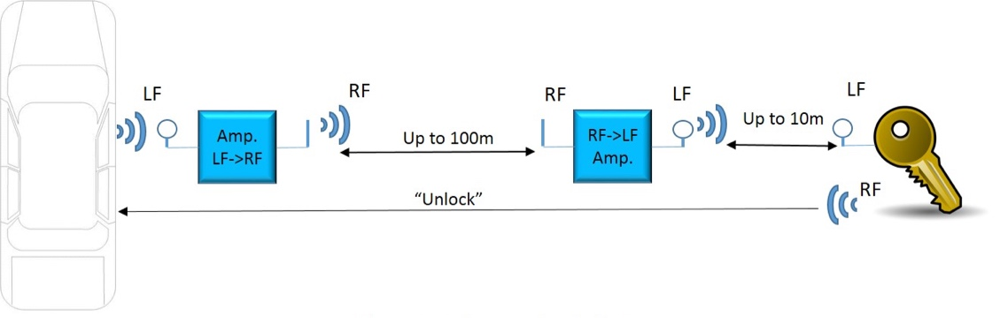 LF
RF
RF
LF
LF
Amp.
LF->RF
Up to 100m
RF->LF
Amp.
Up to 10m
RF
“Unlock”